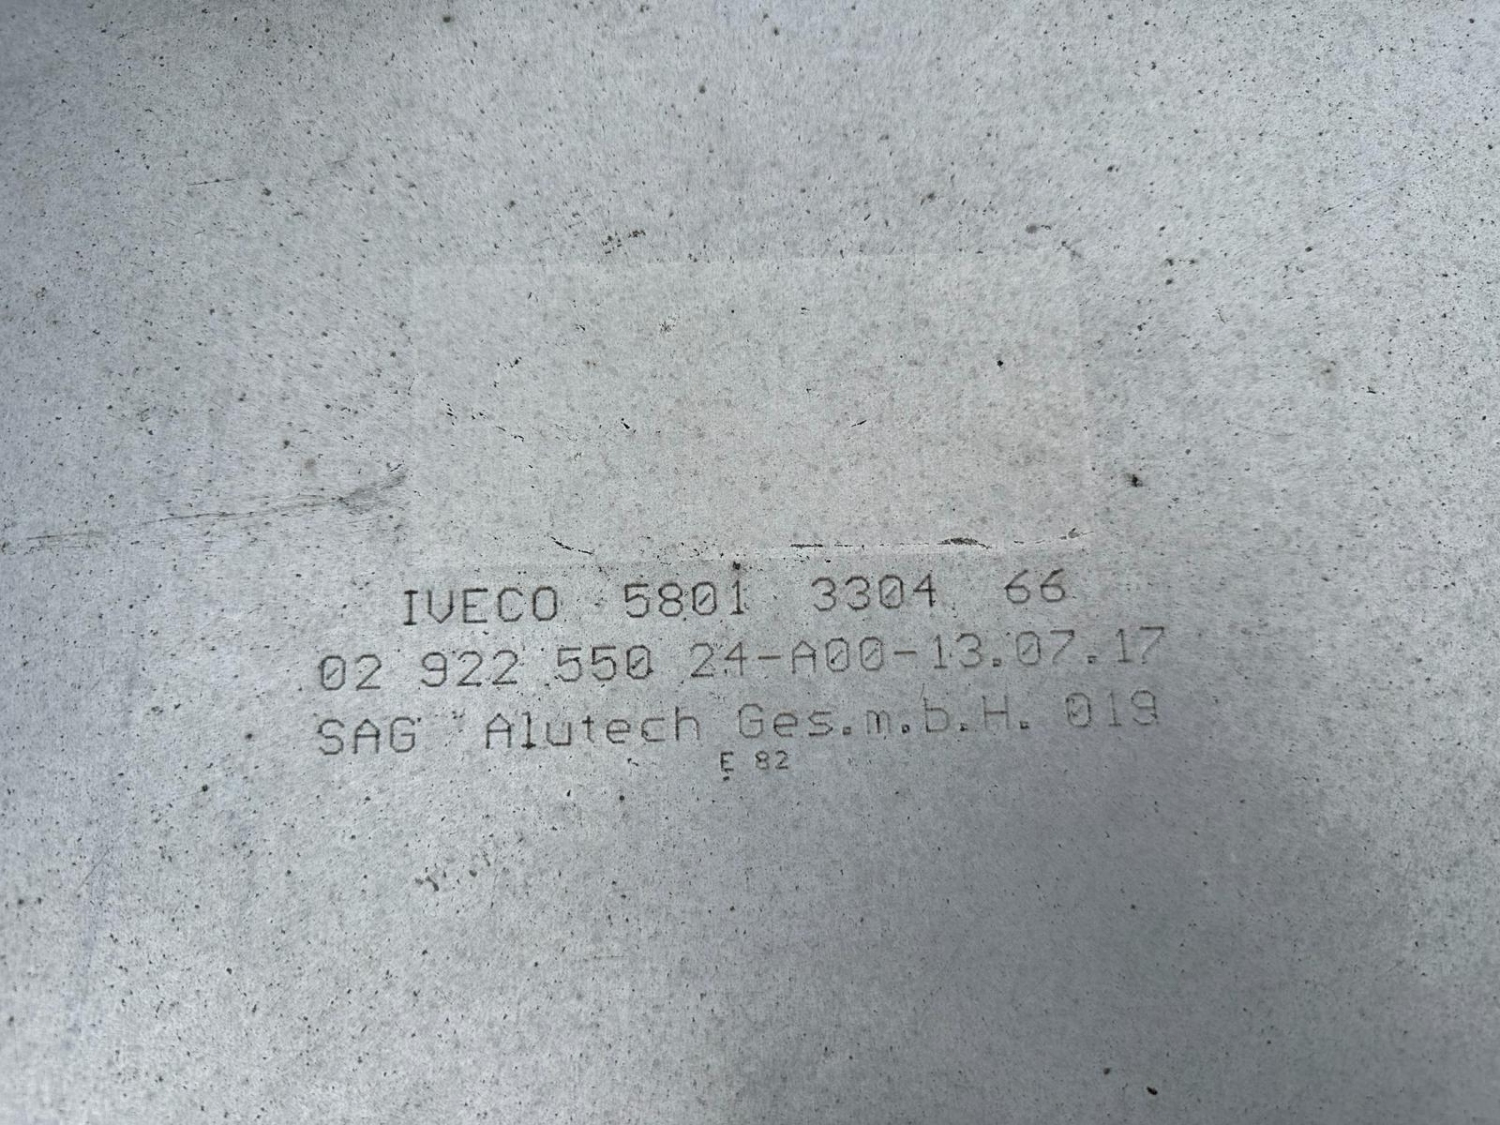 IVECO 5801 3304 66
02 922 550 24-A00-13.07.17
SAG Alutech Ges.m.b.H. 019
E 82